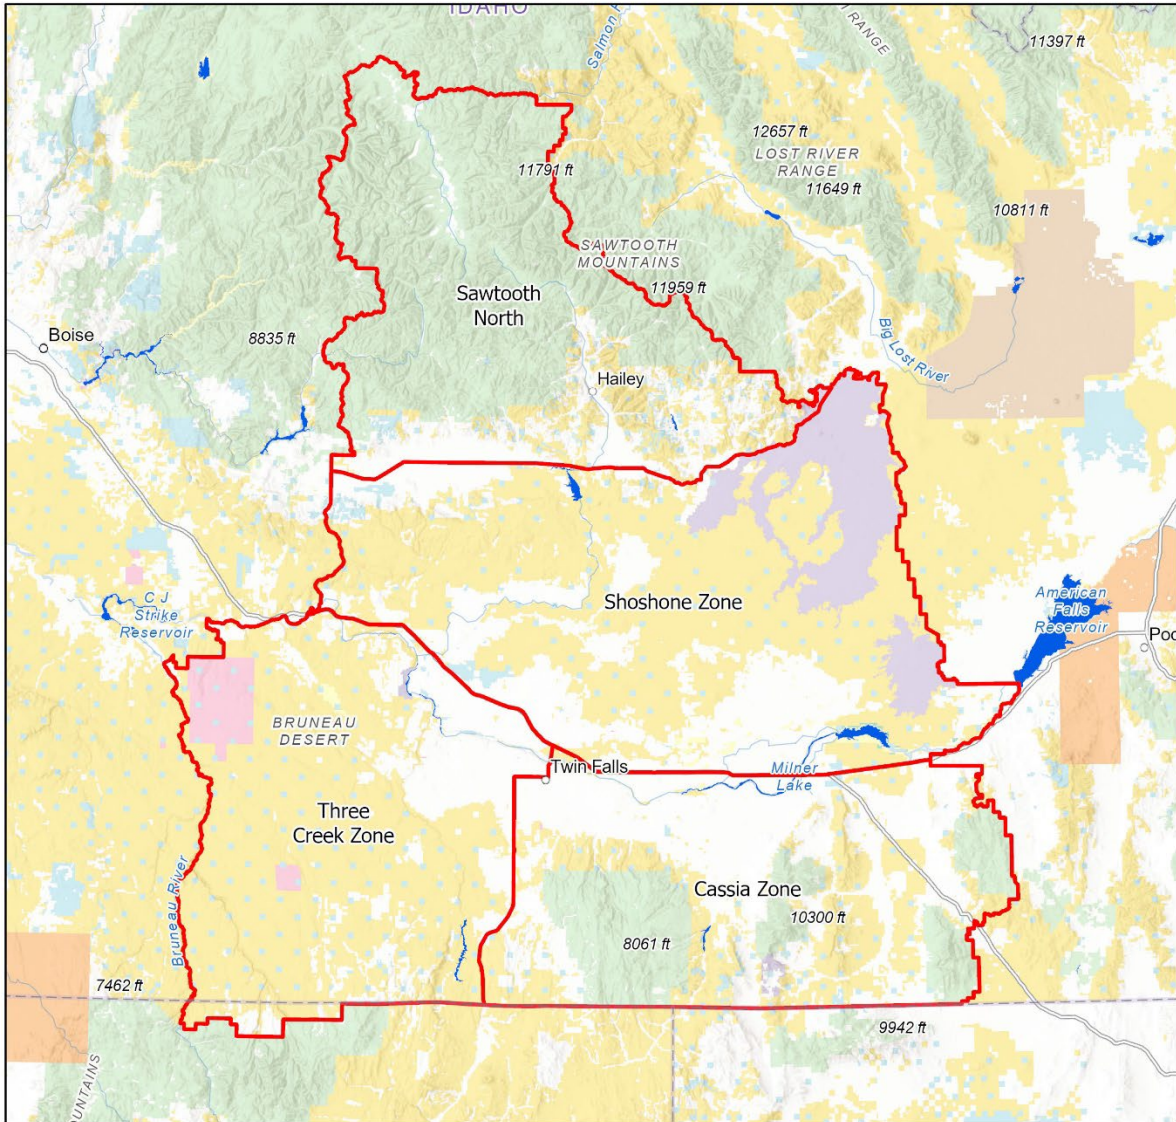 IDAHO
Salmon
RANGE
11397 ft
12657 ft
LOST RIVER
RANGE
11649 ft
11791 ft
10811 ft
SAWTOOTH
MOUNTAINS
11959 ft
Sawtooth
North
Boise
8835 ft
Big Lost River
Hailey
C J
Strike
Reservoir
Shoshone Zone
American
Falls
Reservoir
Poc
BRUNEAU
DESERT
Twin Falls
Milner
Lake
Three
Creek Zone
Bruneau River
Cassia Zone
10300 ft
8061 ft
7462 ft
9942 ft
OUNTAINS